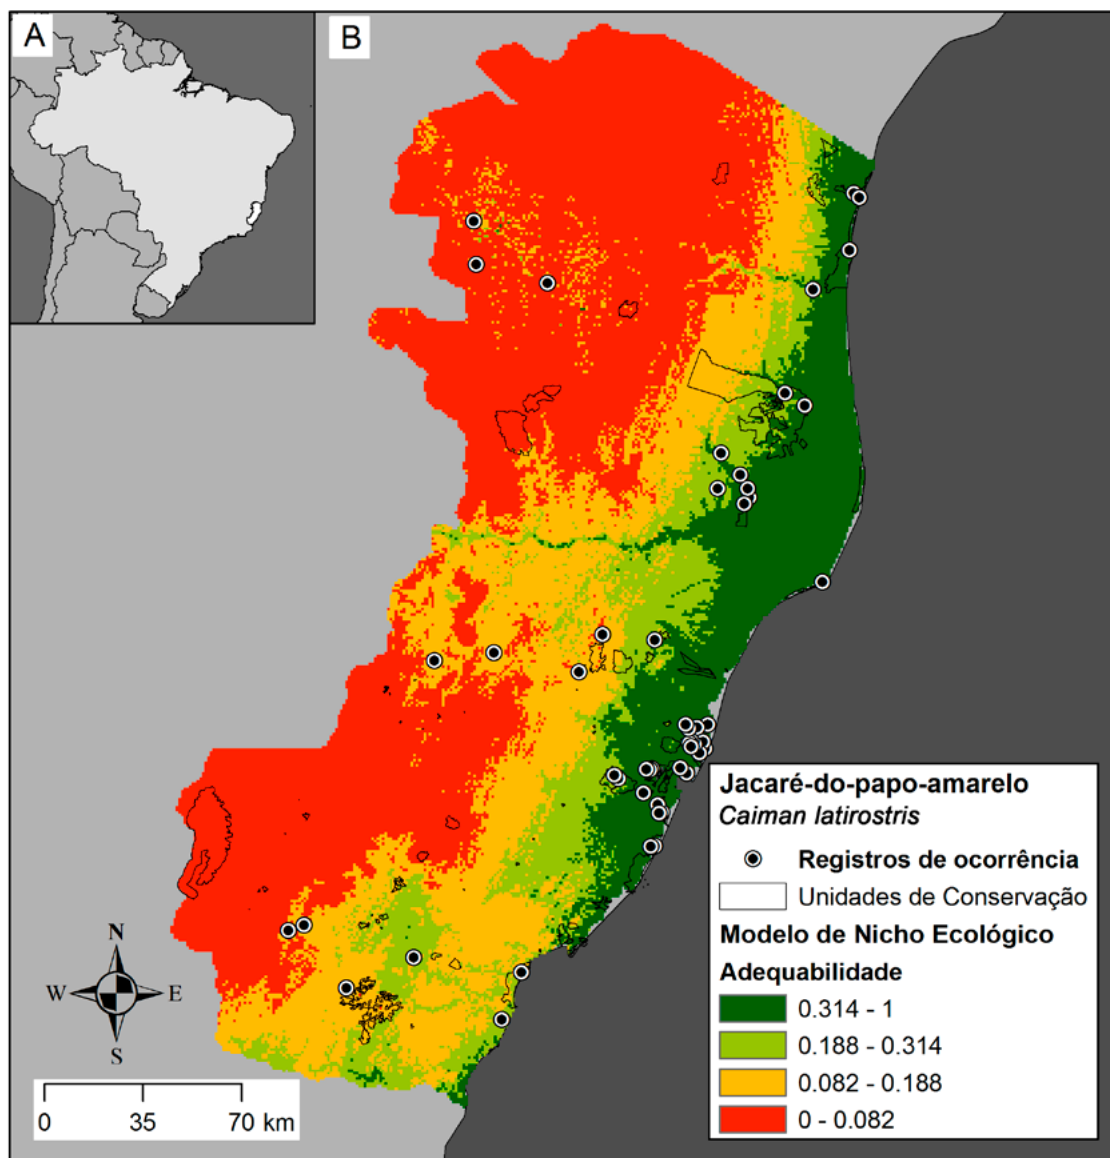 A
B
N
W
E
S
0 35 70 km
Jacaré-do-papo-amarelo
Caiman latirostris
Registros de ocorrência
Unidades de Conservação
Modelo de Nicho Ecológico
Adequabilidade
0.314 - 1
0.188 - 0.314
0.082 - 0.188
0 - 0.082